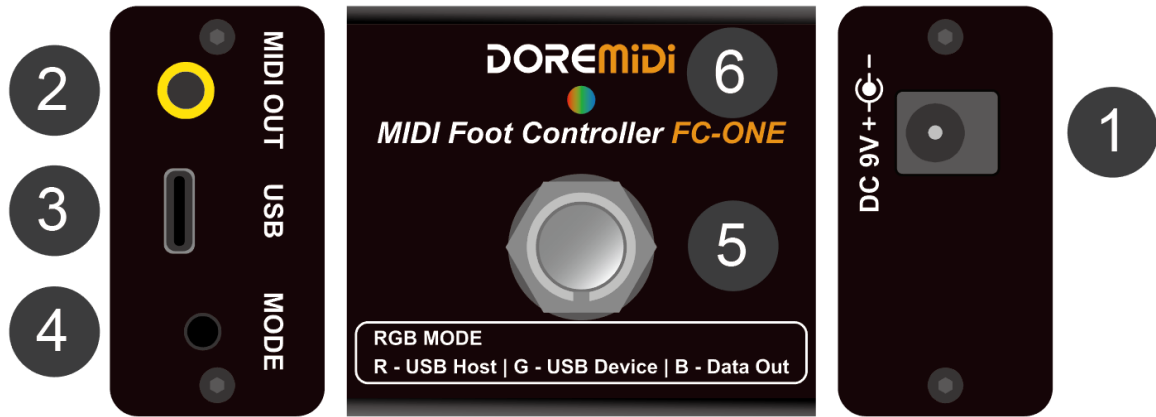 2
3
4
MIDI OUT
USB
MODE
DOREMiDi
6
MIDI Foot Controller FC-ONE
5
RGB MODE
R - USB Host | G - USB Device | B - Data Out
DC 9V + -
1